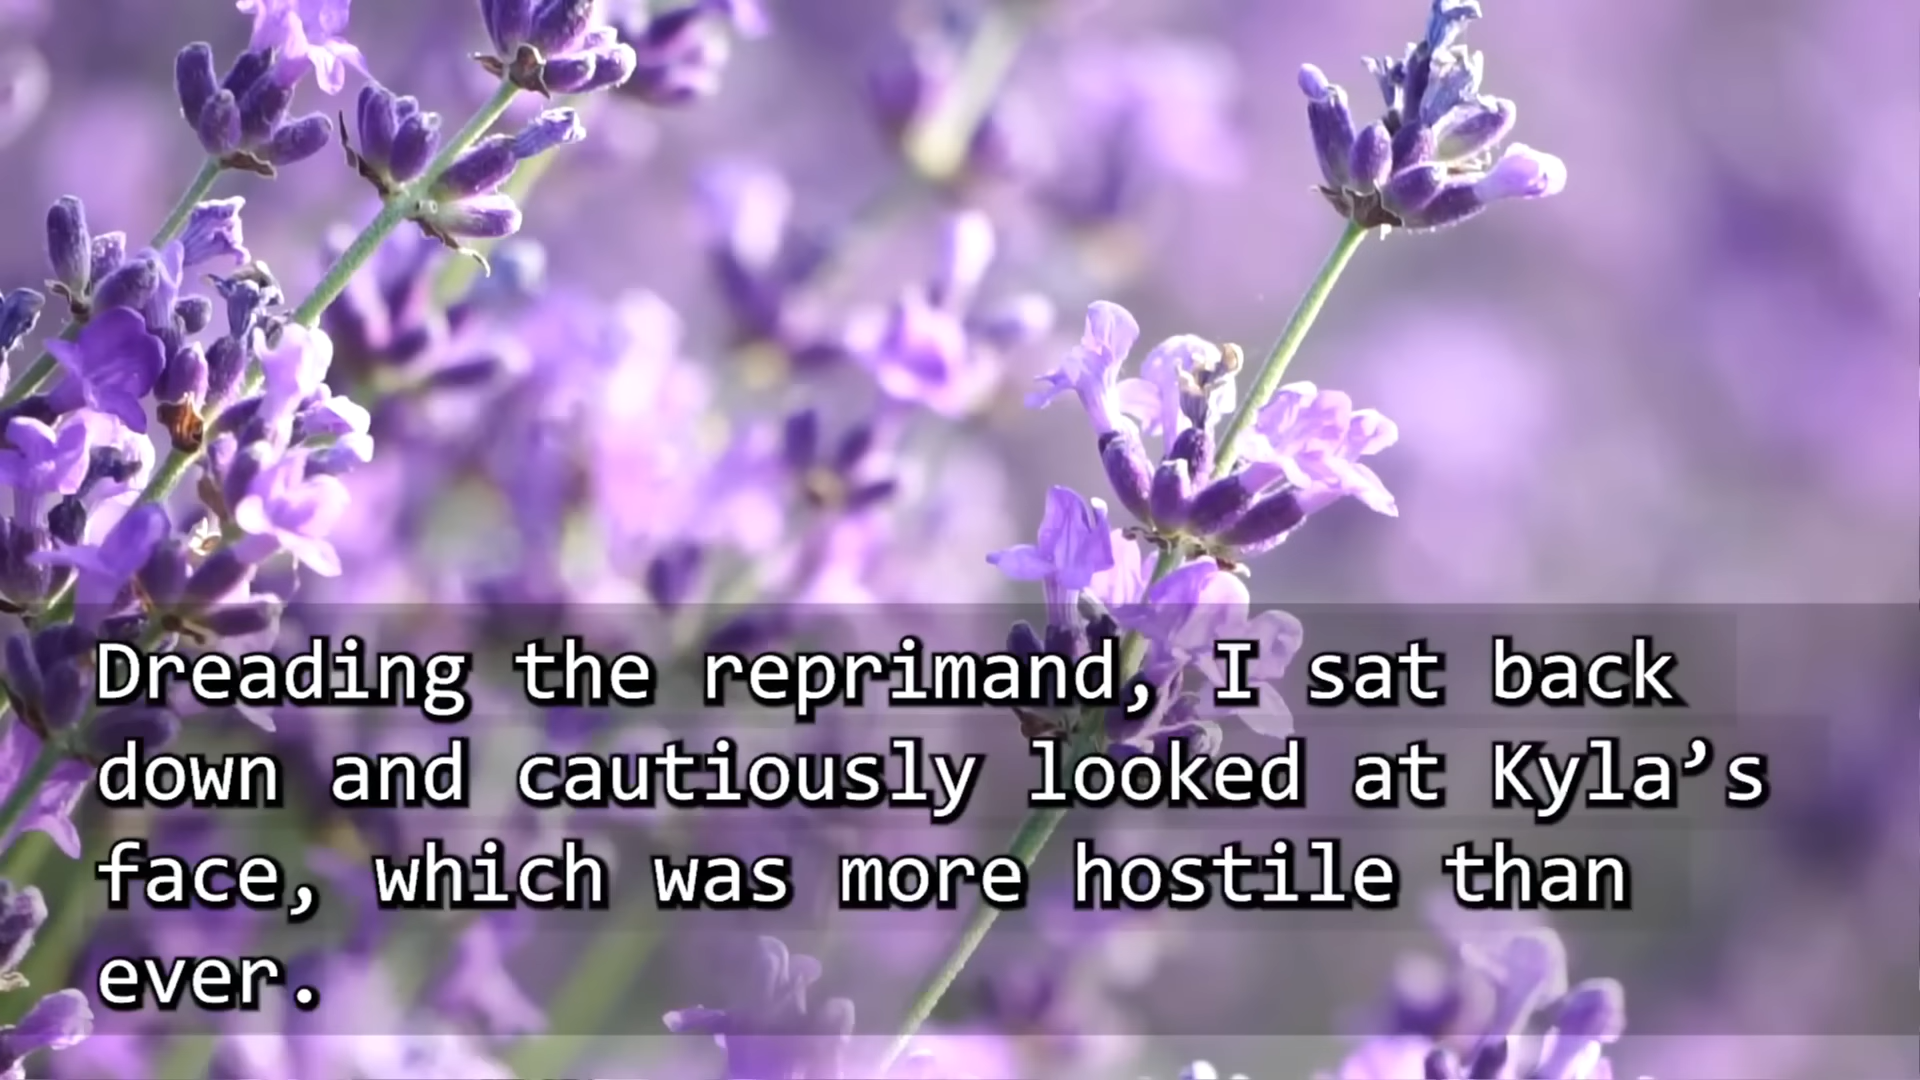 Dreading the reprimand, I sat back
down and cautiously looked at Kyla’s
face, which was more hostile than
ever.